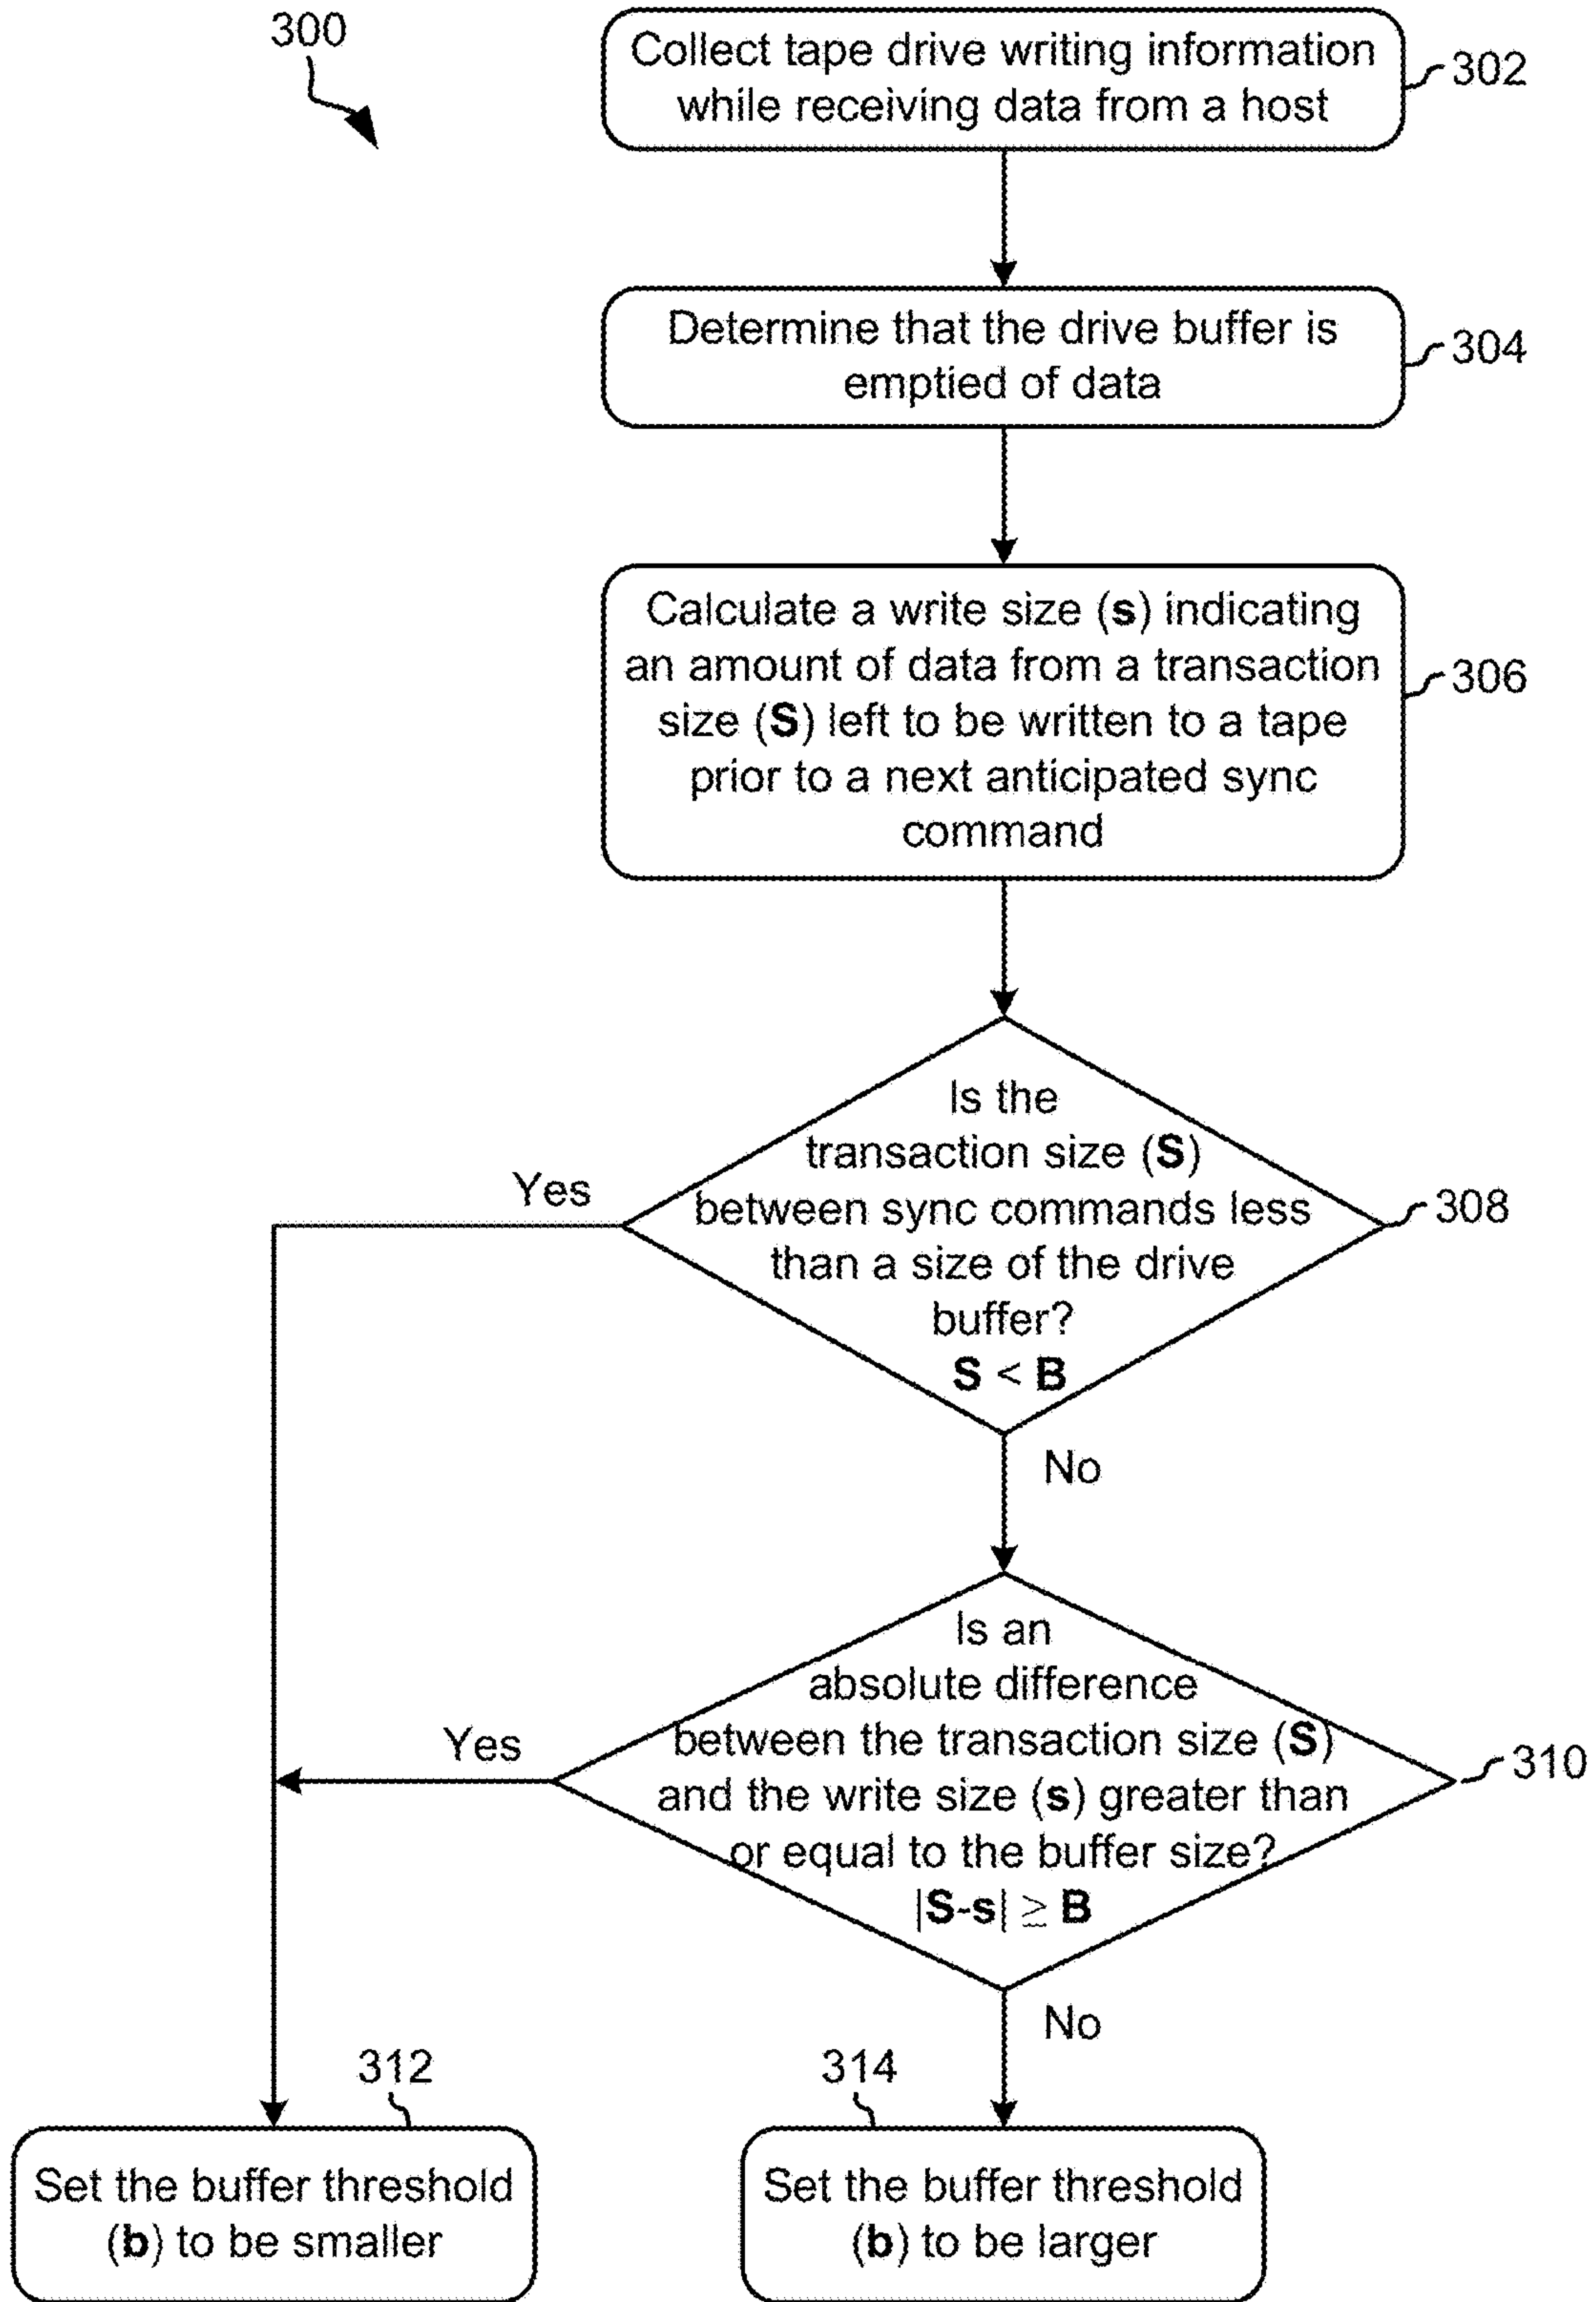 300
Collect tape drive writing information
while receiving data from a host
302
Determine that the drive buffer is
emptied of data
304
Calculate a write size (s) indicating
an amount of data from a transaction
size (S) left to be written to a tape
prior to a next anticipated sync
command
306
Is the
transaction size (S)
between sync commands less
than a size of the drive
buffer?
S < B
308
Yes
No
Is an
absolute difference
between the transaction size (S)
and the write size (s) greater than
or equal to the buffer size?
|S-s| ≥ B
310
Yes
No
312
Set the buffer threshold
(b) to be smaller
314
Set the buffer threshold
(b) to be larger